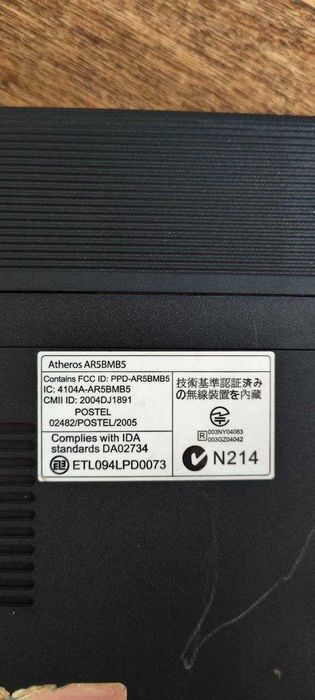 Atheros AR5BMB5
Contains FCC ID: PPD-AR5BMB5
IC: 4104A-AR5BMB5
CMII ID: 2004DJ1891
POSTEL
02482/POSTEL/2005
Complies with IDA
standards DA02734
ETL094LPD0073
技術基準認証済み
の無線装置を内蔵
R 003NY04083
003GZ04042
N214